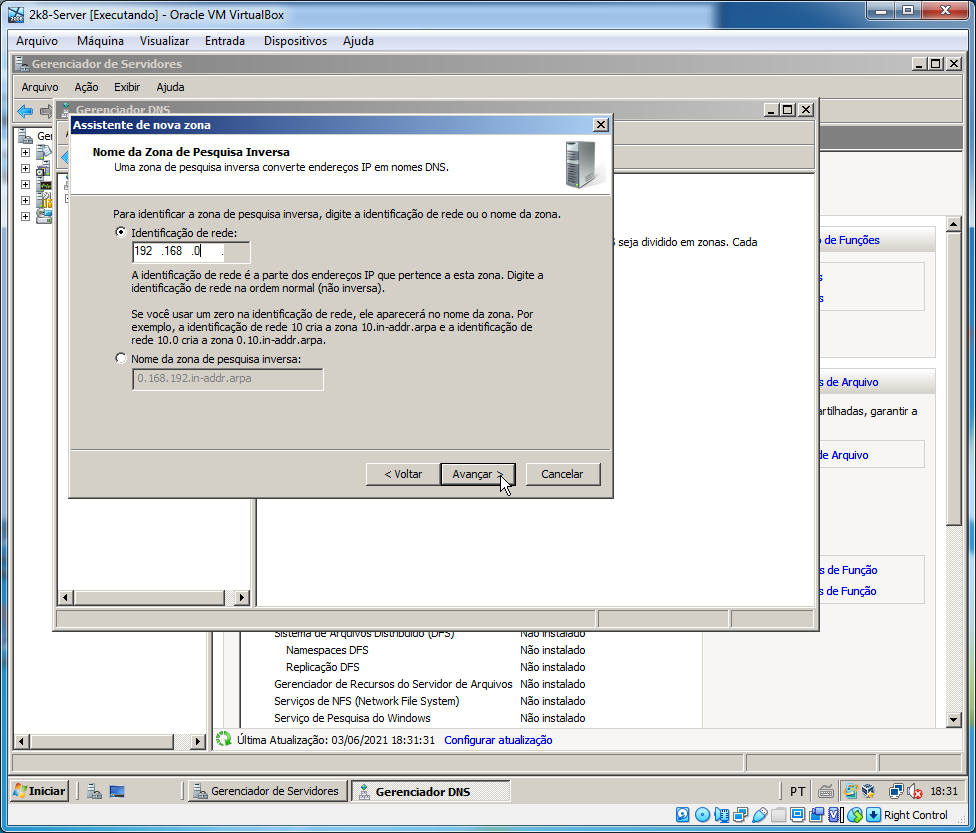 2k8-Server [Executando] - Oracle VM VirtualBox
Arquivo Máquina Visualizar Entrada Dispositivos Ajuda
Gerenciador de Servidores
Arquivo Ação Exibir Ajuda
Gerenciador DNS
Assistente de nova zona
Nome da Zona de Pesquisa Inversa
Uma zona de pesquisa inversa converte endereços IP em nomes DNS.
Para identificar a zona de pesquisa inversa, digite a identificação de rede ou o nome da zona.
Identificação de rede:
192 .168 .0 .
A identificação de rede é a parte dos endereços IP que pertence a esta zona. Digite a
identificação de rede na ordem normal (não inversa).
Se você usar um zero na identificação de rede, ele aparecerá no nome da zona. Por
exemplo, a identificação de rede 10 cria a zona 10.in-addr.arpa e a identificação de
rede 10.0 cria a zona 0.10.in-addr.arpa.
Nome da zona de pesquisa inversa:
0.168.192.in-addr.arpa
< Voltar Avançar > Cancelar
seja dividido em zonas. Cada
de Funções
s de Arquivo
artilhadas, garantir a
de Arquivo
s de Função
s de Função
Sistema de Arquivos Distribuído (DFS) Não instalado
Namespaces DFS Não instalado
Replicação DFS Não instalado
Gerenciador de Recursos do Servidor de Arquivos Não instalado
Serviços de NFS (Network File System) Não instalado
Serviço de Pesquisa do Windows Não instalado
Última Atualização: 03/06/2021 18:31:31 Configurar atualização
Iniciar Gerenciador de Servidores Gerenciador DNS PT 18:31
Right Control